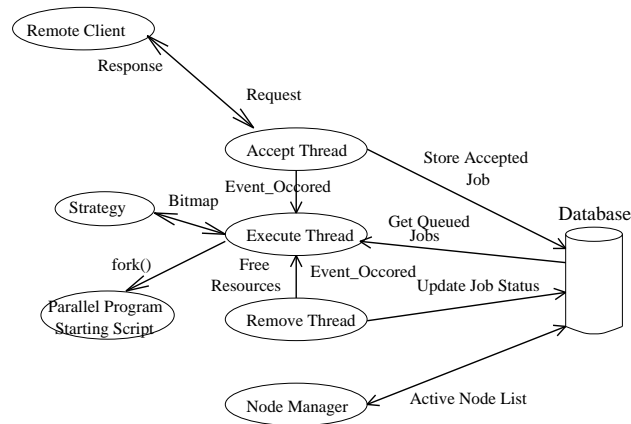 Remote Client
Response
Request
Accept Thread
Store Accepted
Job
Event_Occored
Strategy
Bitmap
Database
Get Queued
Jobs
Execute Thread
fork()
Free
Resources
Event_Occored
Update Job Status
Parallel Program
Starting Script
Remove Thread
Node Manager
Active Node List